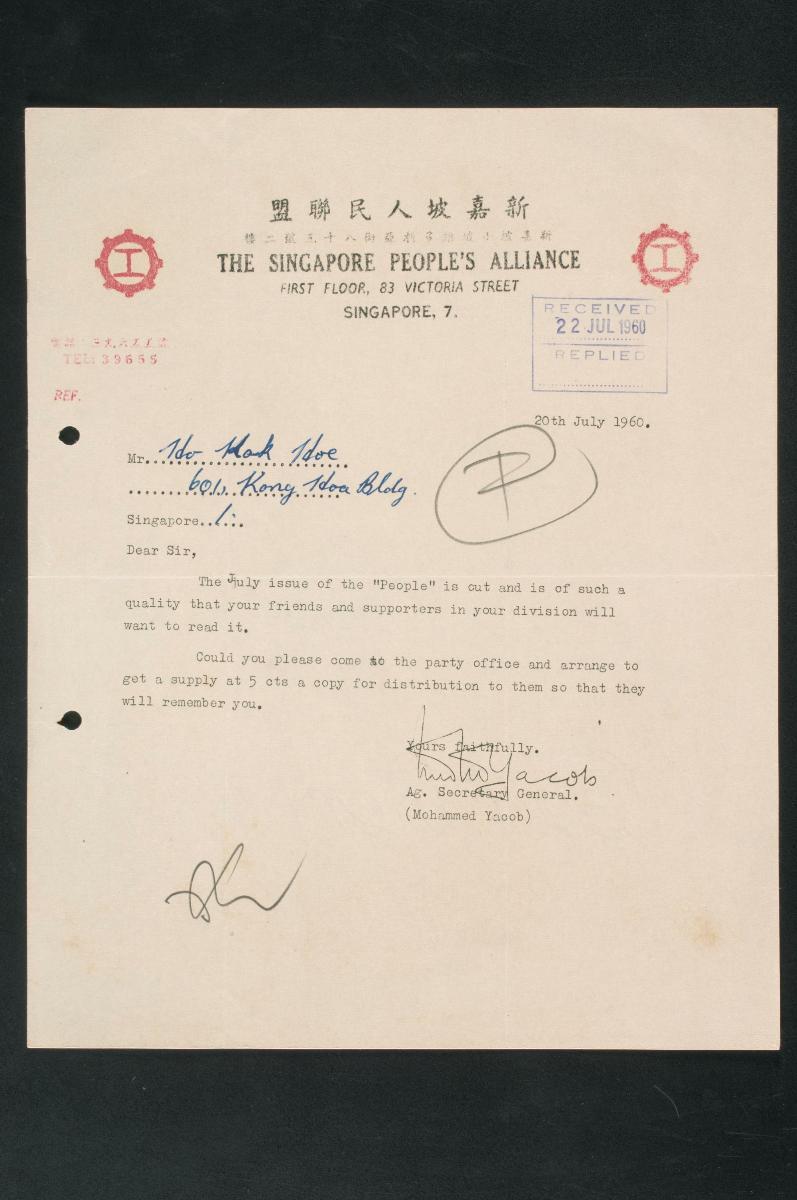 盟聯民人坡嘉新
THE SINGAPORE PEOPLE'S ALLIANCE
FIRST FLOOR, 83 VICTORIA STREET
SINGAPORE, 7.
工
工
RECEIVED
22 JUL 1960
REPLIED
TEL: 39655
REF.
20th July 1960.
Mr. Ho Kok Hoe
601, Kong Hoa Bldg.
Singapore 1.
Dear Sir,
The July issue of the "People" is out and is of such a
quality that your friends and supporters in your division will
want to read it.
Could you please come to the party office and arrange to
get a supply at 5 cts a copy for distribution to them so that they
will remember you.
Yours faithfully.
Yacob
Ag. Secretary General.
(Mohammed Yacob)